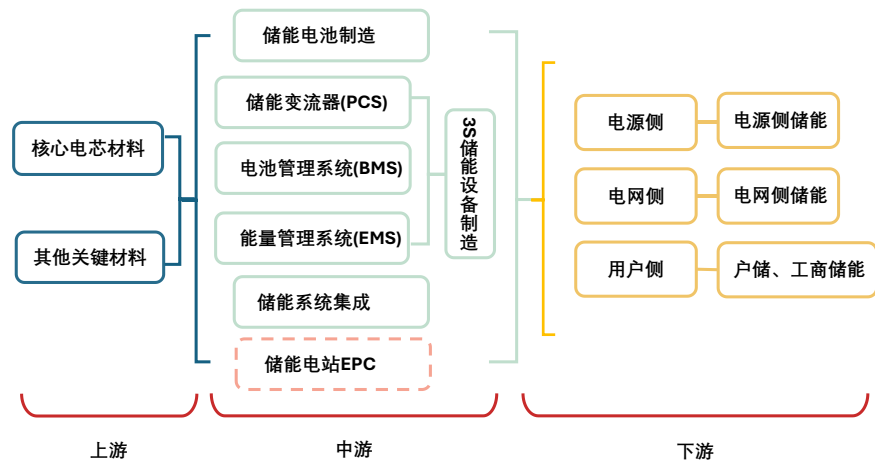 核心电芯材料
其他关键材料
储能电池制造
储能变流器(PCS)
电池管理系统(BMS)
能量管理系统(EMS)
3S储能设备制造
储能系统集成
储能电站EPC
电源侧
电源侧储能
电网侧
电网侧储能
用户侧
户储、工商储能
上游
中游
下游